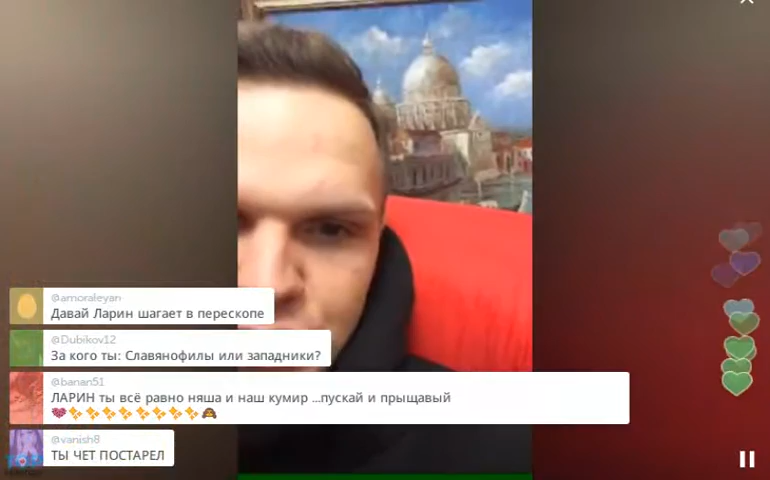 @amoraleyan
Давай Ларин шагает в перескопе
@Dubikov12
За кого ты: Славянофилы или западники?
@banan51
ЛАРИН ты всё равно няша и наш кумир ...пускай и прыщавый
💖✨✨✨✨✨✨✨✨🙈
@vanish8
ТЫ ЧЕТ ПОСТАРЕЛ